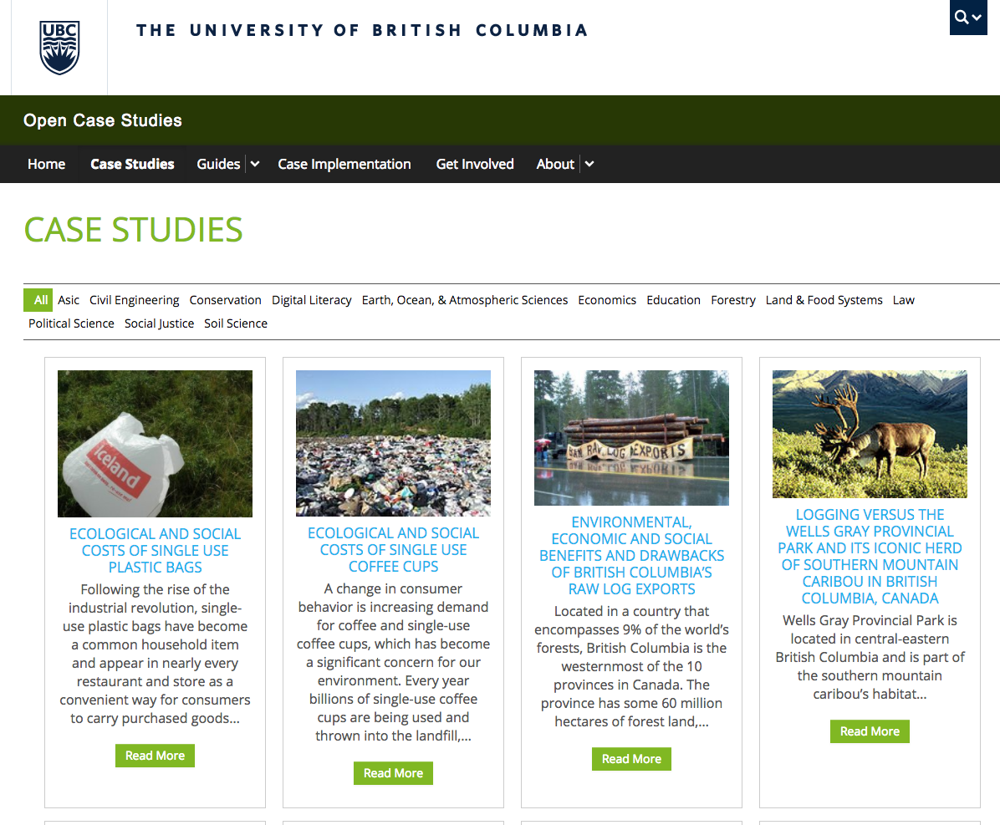 UBC
THE UNIVERSITY OF BRITISH COLUMBIA
Open Case Studies
Home Case Studies Guides Case Implementation Get Involved About
CASE STUDIES
All Asic Civil Engineering Conservation Digital Literacy Earth, Ocean, & Atmospheric Sciences Economics Education Forestry Land & Food Systems Law
Political Science Social Justice Soil Science
Iceland
ECOLOGICAL AND SOCIAL
COSTS OF SINGLE USE
PLASTIC BAGS
Following the rise of the
industrial revolution, single-
use plastic bags have become
a common household item
and appear in nearly every
restaurant and store as a
convenient way for consumers
to carry purchased goods...
Read More
ECOLOGICAL AND SOCIAL
COSTS OF SINGLE USE
COFFEE CUPS
A change in consumer
behavior is increasing demand
for coffee and single-use
coffee cups, which has become
a significant concern for our
environment. Every year
billions of single-use coffee
cups are being used and
thrown into the landfill,...
Read More
BAN RAW LOG EXPORTS
ENVIRONMENTAL,
ECONOMIC AND SOCIAL
BENEFITS AND DRAWBACKS
OF BRITISH COLUMBIA'S
RAW LOG EXPORTS
Located in a country that
encompasses 9% of the world's
forests, British Columbia is the
westernmost of the 10
provinces in Canada. The
province has some 60 million
hectares of forest land,...
Read More
LOGGING VERSUS THE
WELLS GRAY PROVINCIAL
PARK AND ITS ICONIC HERD
OF SOUTHERN MOUNTAIN
CARIBOU IN BRITISH
COLUMBIA, CANADA
Wells Gray Provincial Park is
located in central-eastern
British Columbia and is part of
the southern mountain
caribou's habitat...
Read More